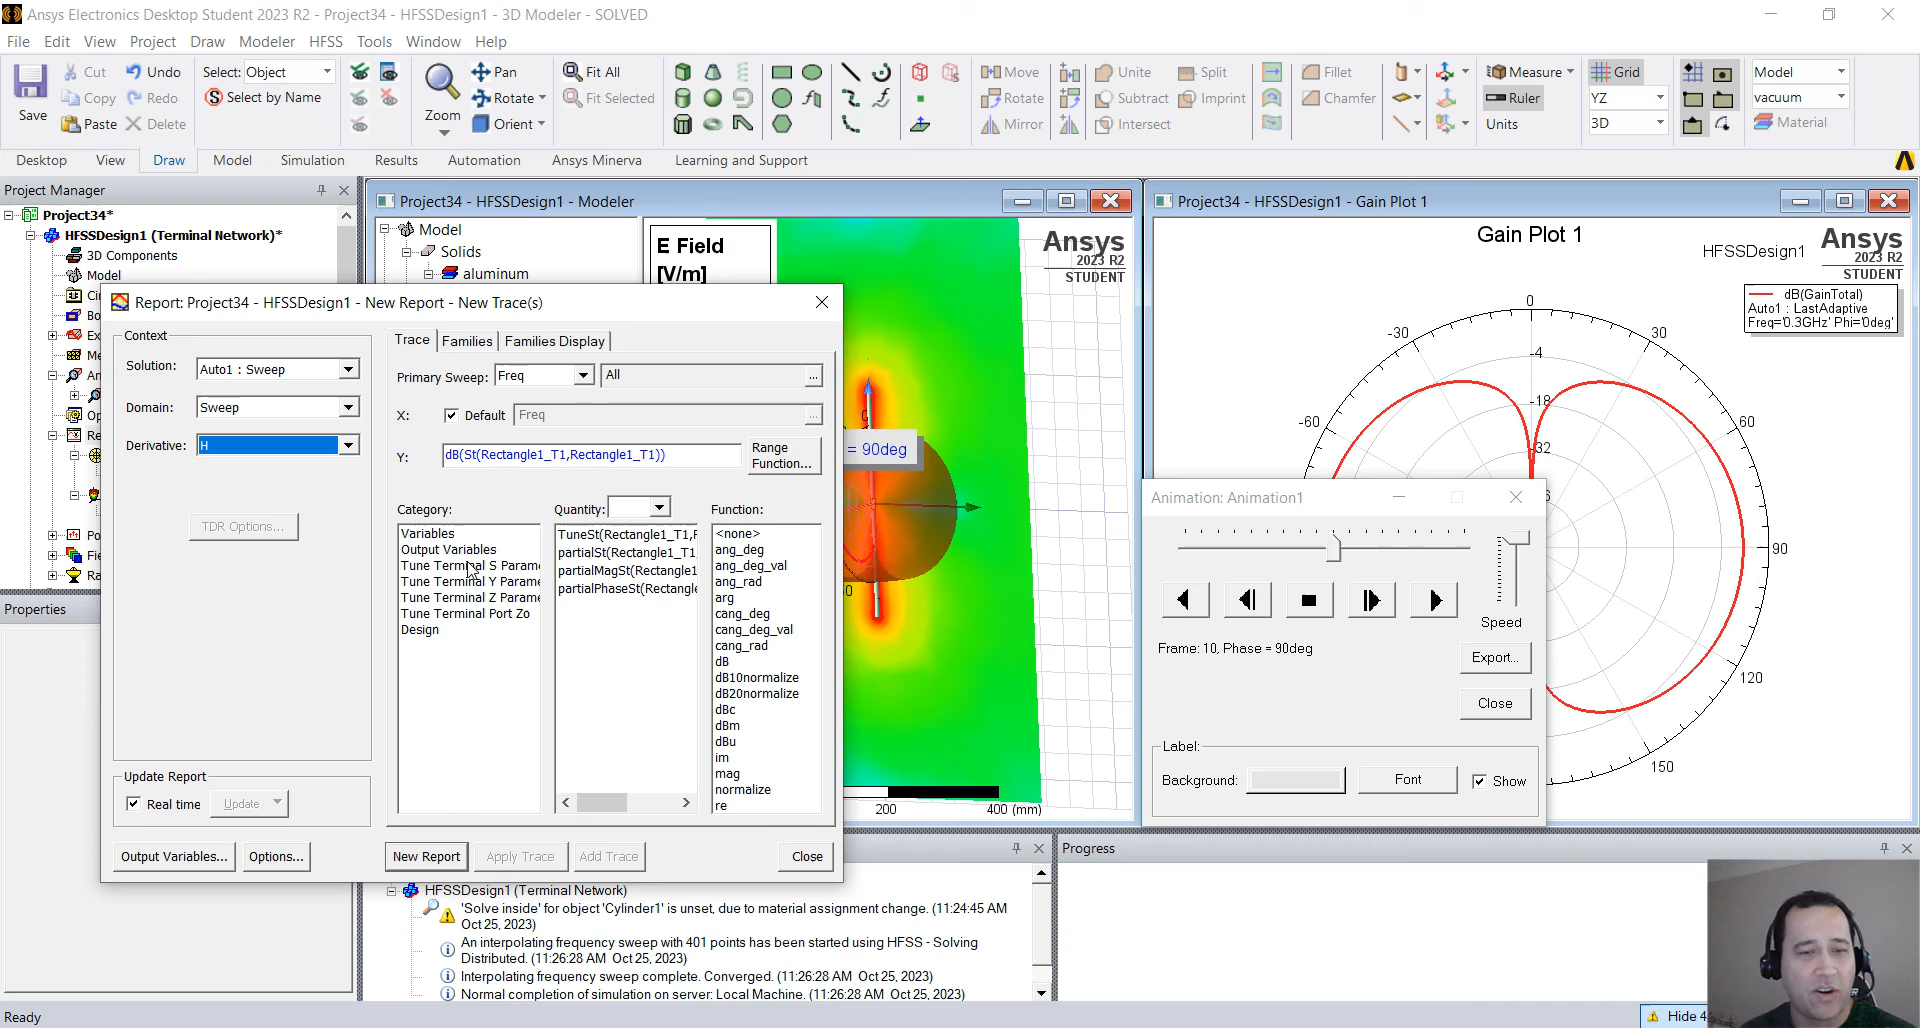 Ansys Electronics Desktop Student 2023 R2 - Project34 - HFSSDesign1 - 3D Modeler - SOLVED
File Edit View Project Draw Modeler HFSS Tools Window Help
Save
Cut Copy Paste
Undo Redo Delete
Select: Object
Select by Name
Zoom
Pan Rotate Orient
Fit All
Fit Selected
Unite Subtract Intersect
Split Imprint
Move Rotate Mirror
Fillet Chamfer
Measure Ruler Units
Grid YZ 3D
Model vacuum Material
Desktop View Draw Model Simulation Results Automation Ansys Minerva Learning and Support
Project Manager
Project34*
HFSSDesign1 (Terminal Network)*
3D Components
Model
Properties
Project34 - HFSSDesign1 - Modeler
Model
Solids
aluminum
E Field
[V/m]
Ansys
2023 R2
STUDENT
= 90deg
200 400 (mm)
Project34 - HFSSDesign1 - Gain Plot 1
Gain Plot 1
HFSSDesign1
Ansys
2023 R2
STUDENT
dB(GainTotal)
Auto1 : LastAdaptive
Freq='0.3GHz' Phi='0deg'
0
-30 30
-4
-18
-60 60
-32
90
120
150
Report: Project34 - HFSSDesign1 - New Report - New Trace(s)
Context
Solution: Auto1 : Sweep
Domain: Sweep
Derivative: H
TDR Options...
Update Report
Real time Update
Output Variables... Options...
Trace Families Families Display
Primary Sweep: Freq All ...
X: Default Freq ...
Y: dB(St(Rectangle1_T1,Rectangle1_T1))
Range
Function...
Category:
Variables
Output Variables
Tune Terminal S Parame
Tune Terminal Y Parame
Tune Terminal Z Parame
Tune Terminal Port Zo
Design
Quantity:
TuneSt(Rectangle1_T1,F
partialSt(Rectangle1_T1
partialMagSt(Rectangle1
partialPhaseSt(Rectangle
Function:
<none>
ang_deg
ang_deg_val
ang_rad
arg
cang_deg
cang_deg_val
cang_rad
dB
dB10normalize
dB20normalize
dBc
dBm
dBu
im
mag
normalize
re
New Report Apply Trace Add Trace Close
Animation: Animation1
Speed
Frame: 10, Phase = 90deg
Export...
Close
Label:
Background: Font Show
HFSSDesign1 (Terminal Network)
'Solve inside' for object 'Cylinder1' is unset, due to material assignment change. (11:24:45 AM
Oct 25, 2023)
An interpolating frequency sweep with 401 points has been started using HFSS - Solving
Distributed. (11:26:28 AM Oct 25, 2023)
Interpolating frequency sweep complete. Converged. (11:26:28 AM Oct 25, 2023)
Normal completion of simulation on server: Local Machine. (11:26:28 AM Oct 25, 2023)
Progress
Ready
Hide